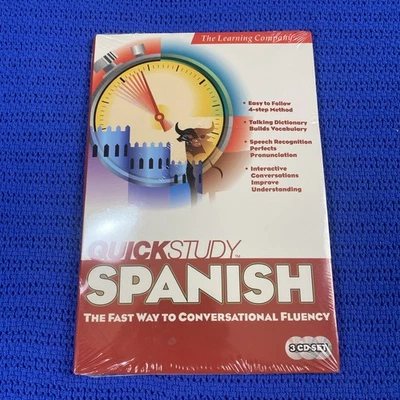 The Learning Company
• Easy to Follow
4-step Method
• Talking Dictionary
Builds Vocabulary
• Speech Recognition
Perfects
Pronunciation
• Interactive
Conversations
Improve
Understanding
QUICKSTUDY™
SPANISH
THE FAST WAY TO CONVERSATIONAL FLUENCY
3 CD SET